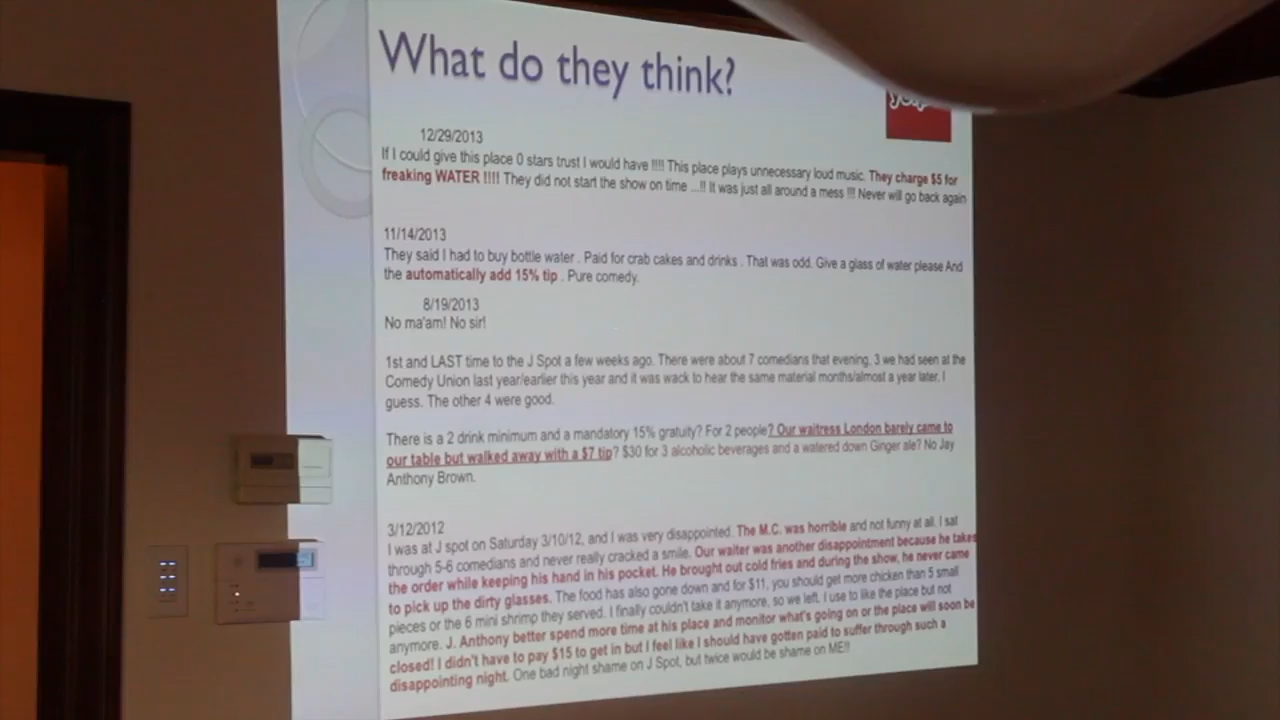 What do they think?
12/29/2013
If I could give this place 0 stars trust I would have !!!! This place plays unnecessary loud music. They charge $5 for
freaking WATER !!!! They did not start the show on time ...!! It was just all around a mess !!! Never will go back again
11/14/2013
They said I had to buy bottle water . Paid for crab cakes and drinks . That was odd. Give a glass of water please And
the automatically add 15% tip . Pure comedy.
8/19/2013
No ma'am! No sir!
1st and LAST time to the J Spot a few weeks ago. There were about 7 comedians that evening, 3 we had seen at the
Comedy Union last year/earlier this year and it was wack to hear the same material months/almost a year later, I
guess. The other 4 were good.
There is a 2 drink minimum and a mandatory 15% gratuity? For 2 people? Our waitress London barely came to
our table but walked away with a $7 tip? $30 for 3 alcoholic beverages and a watered down Ginger ale? No Jay
Anthony Brown.
3/12/2012
I was at J spot on Saturday 3/10/12, and I was very disappointed. The M.C. was horrible and not funny at all. I sat
through 5-6 comedians and never really cracked a smile. Our waiter was another disappointment because he takes
the order while keeping his hand in his pocket. He brought out cold fries and during the show, he never came
to pick up the dirty glasses. The food has also gone down and for $11, you should get more chicken than 5 small
pieces or the 6 mini shrimp they served. I finally couldn't take it anymore, so we left. I use to like the place but not
anymore. J. Anthony better spend more time at his place and monitor what's going on or the place will soon be
closed! I didn't have to pay $15 to get in but I feel like I should have gotten paid to suffer through such a
disappointing night. One bad night shame on J Spot, but twice would be shame on ME!!